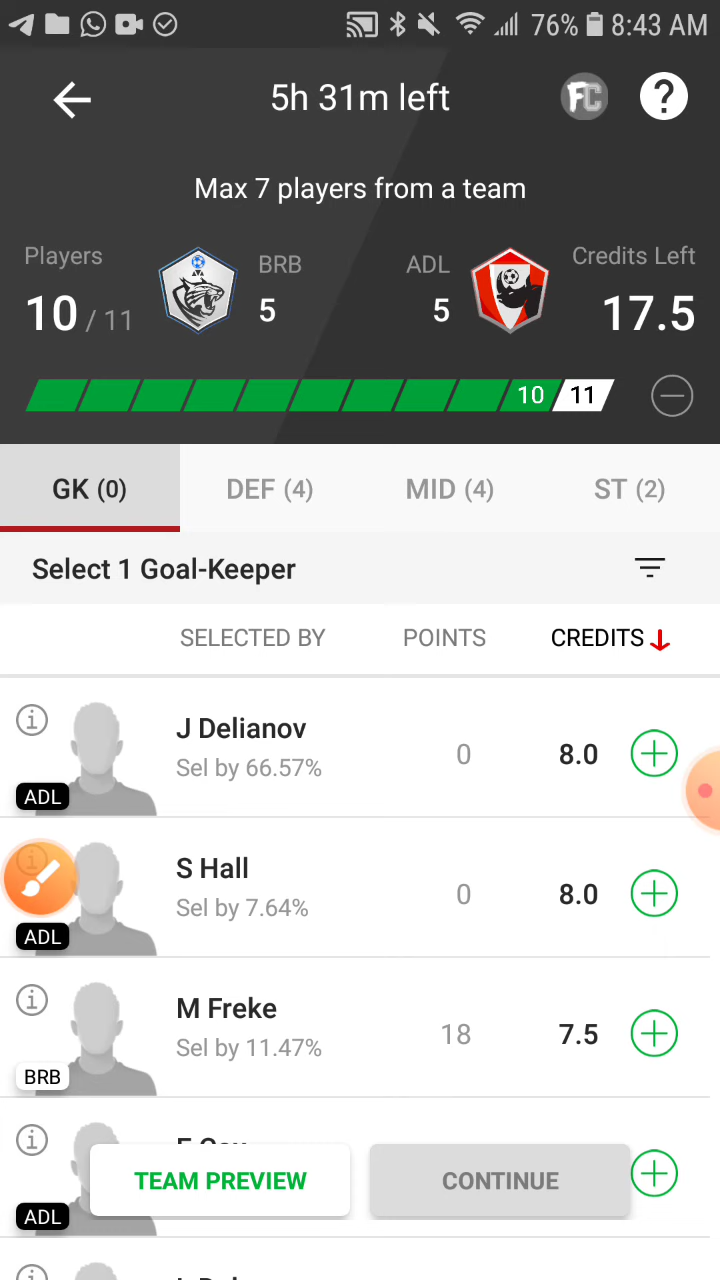 76% 8:43 AM
5h 31m left
FC ?
Max 7 players from a team
Players BRB ADL Credits Left
10 / 11 5 5 17.5
10 11
GK (0) DEF (4) MID (4) ST (2)
Select 1 Goal-Keeper
SELECTED BY POINTS CREDITS
J Delianov
Sel by 66.57% 0 8.0
ADL
S Hall
Sel by 7.64% 0 8.0
ADL
M Freke
Sel by 11.47% 18 7.5
BRB
TEAM PREVIEW CONTINUE
ADL